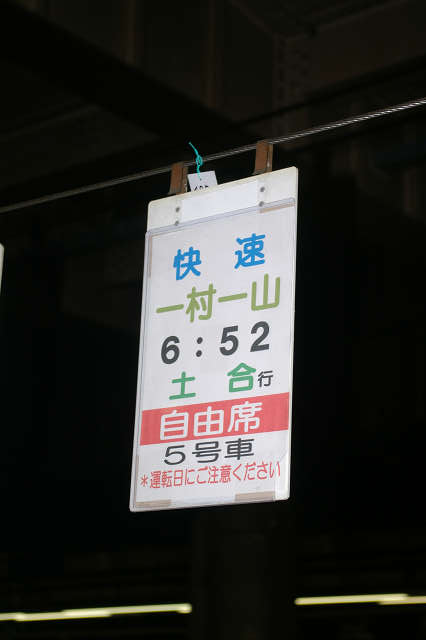 快速
一村一山
6:52
土合行
自由席
5号車
*運転日にご注意ください